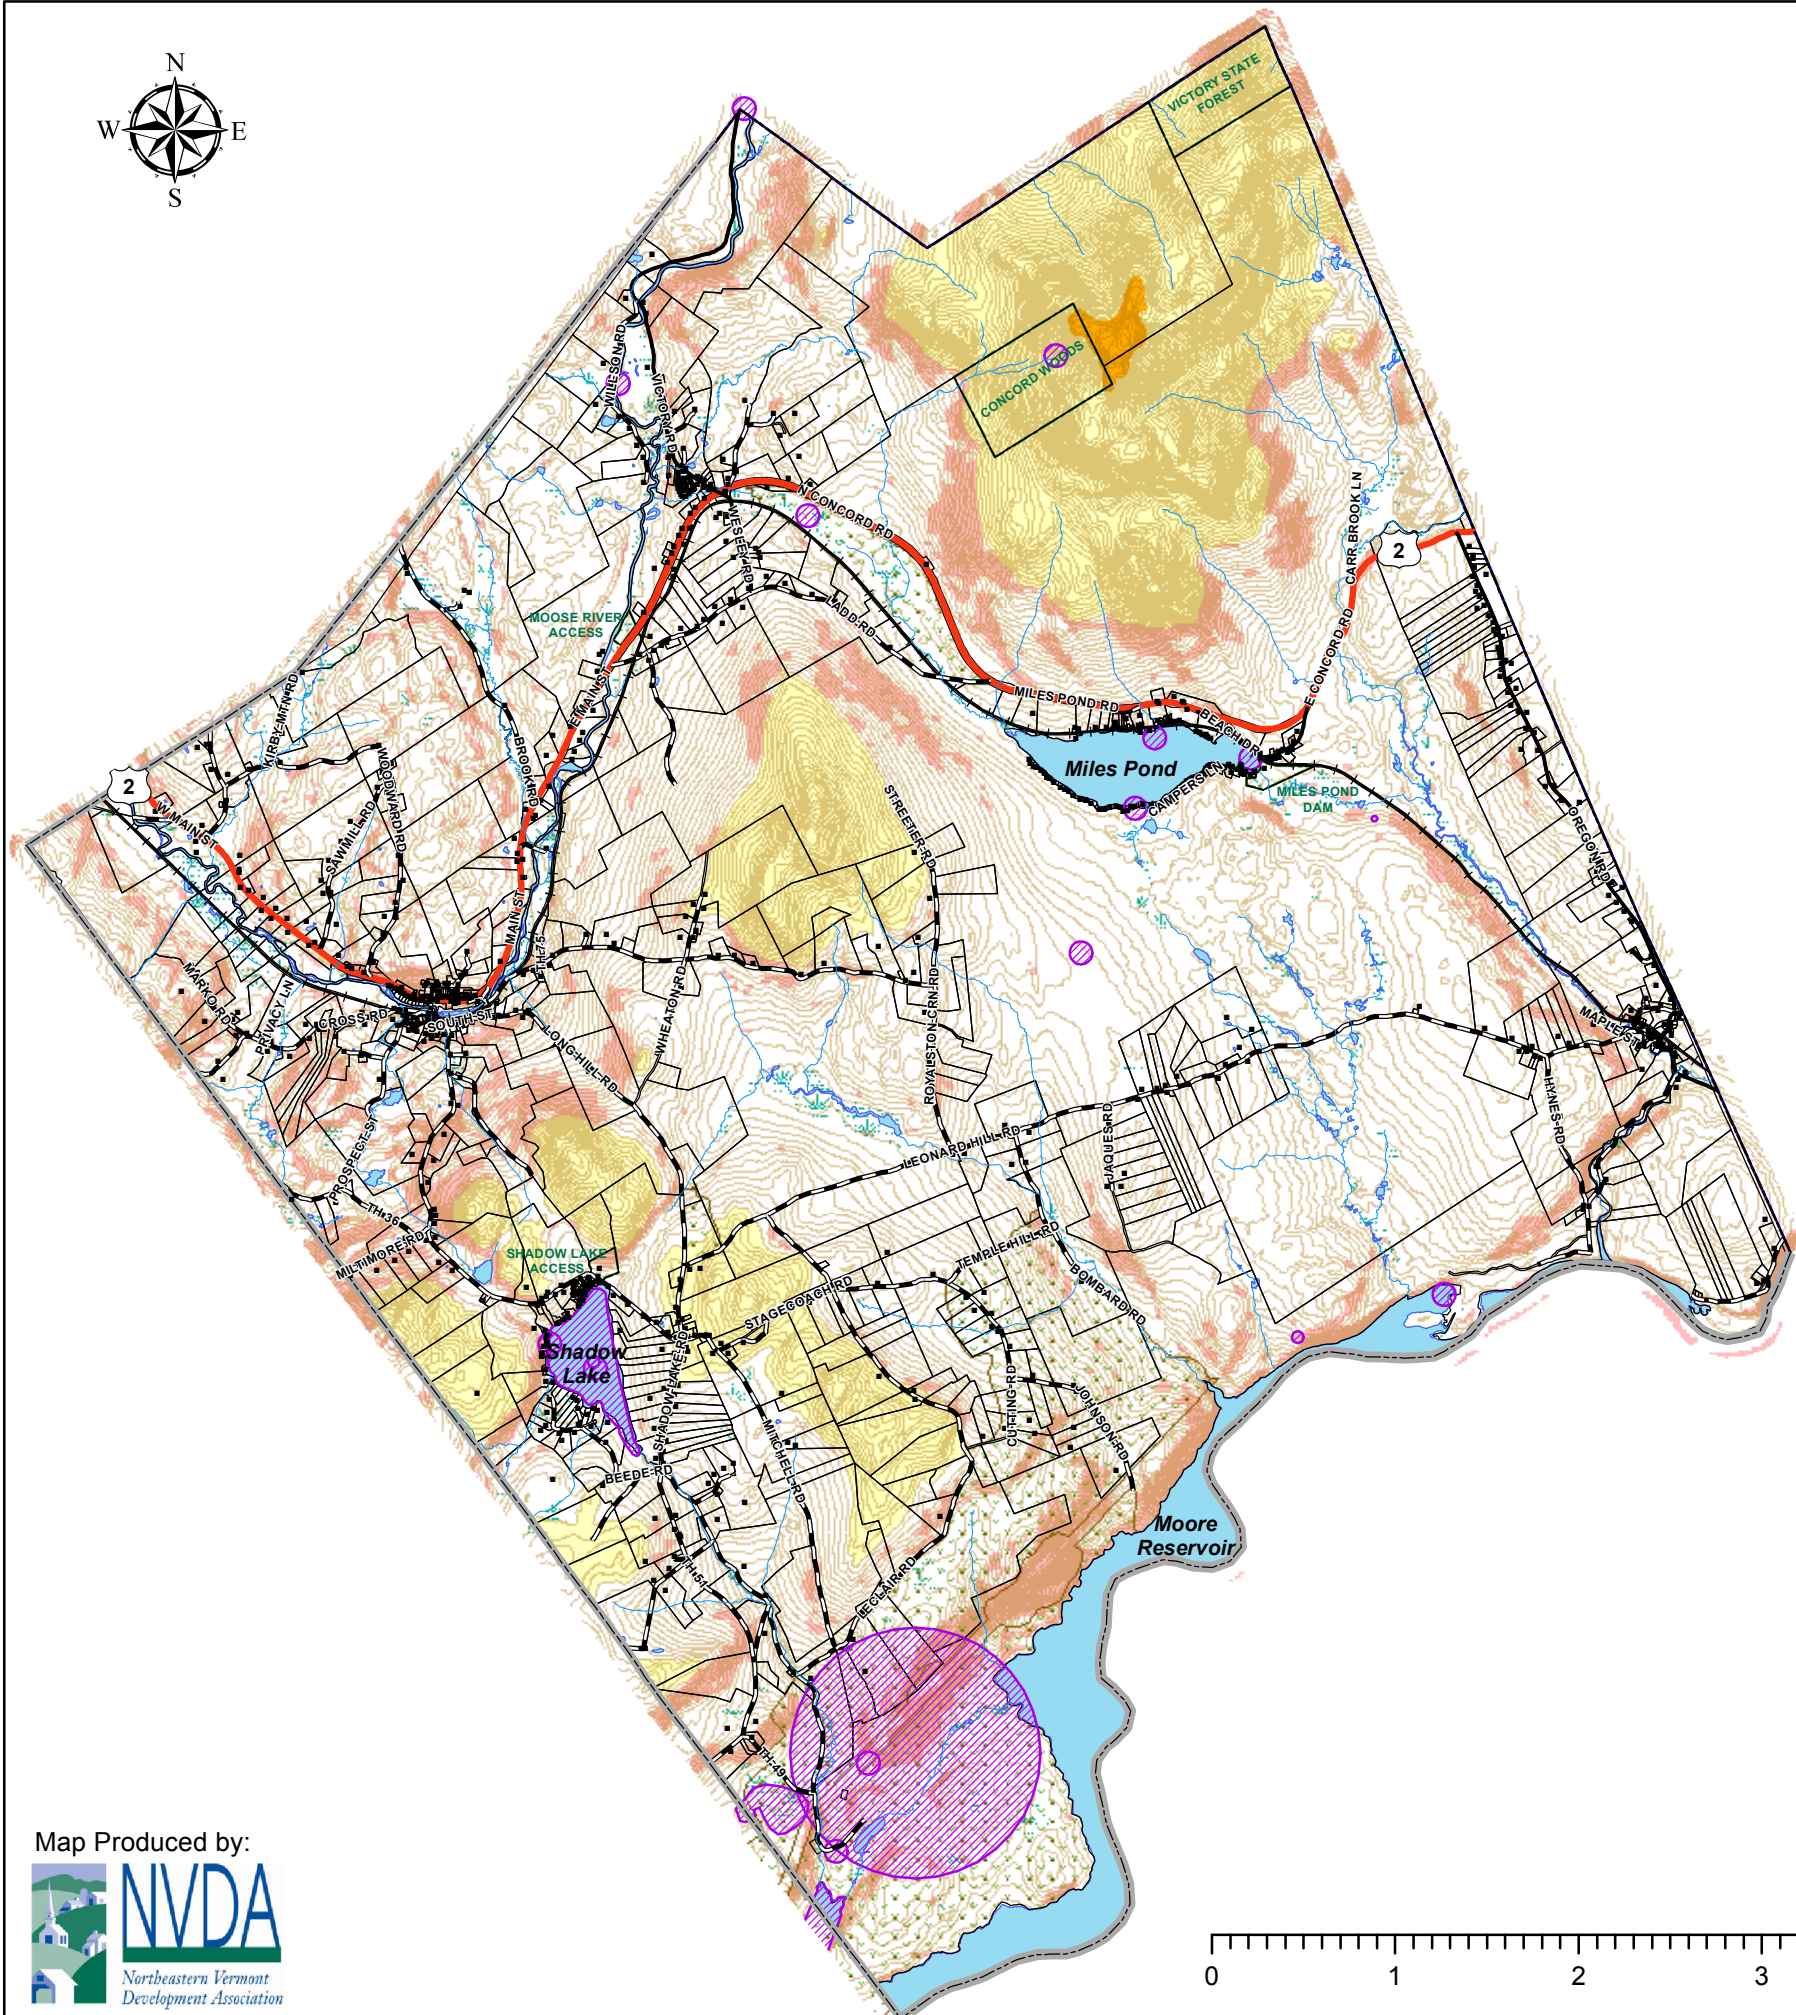 N
W E
S
VICTORY STATE
FOREST
WILLSON RD
VICTORY RD
CONCORD WOODS
N CONCORD RD
WESLEY RD
LADD RD
CARR BROOK LN
2
MOOSE RIVER
ACCESS
E MAIN ST
E CONCORD RD
MILES POND RD
BEACH DR
Miles Pond
CAMPERS LN
MILES POND
DAM
KIRBY MTN RD
BROOK RD
WOODWARD RD
SAWMILL RD
2
W MAIN ST
STREETER RD
OREGON RD
MAIN ST
TH 75
MARKO RD
PRIVACY LN
CROSS RD
SOUTH ST
LONG HILL RD
WHEATON RD
ROYALSTON CRN RD
MAPLE ST
HYNES RD
PROSPECT ST
LEONARD HILL RD
JAQUES RD
TH 36
MILTIMORE RD
SHADOW LAKE
ACCESS
TEMPLE HILL RD
BOMBARD RD
STAGECOACH RD
Shadow
Lake
SHADOW LAKE RD
CUTTING RD
JOHNSON RD
MITCHELL RD
BEEDE RD
Moore
Reservoir
TH 54
LECLAIR RD
TH 49
Map Produced by:
NVDA
Northeastern Vermont
Development Association
0 1 2 3